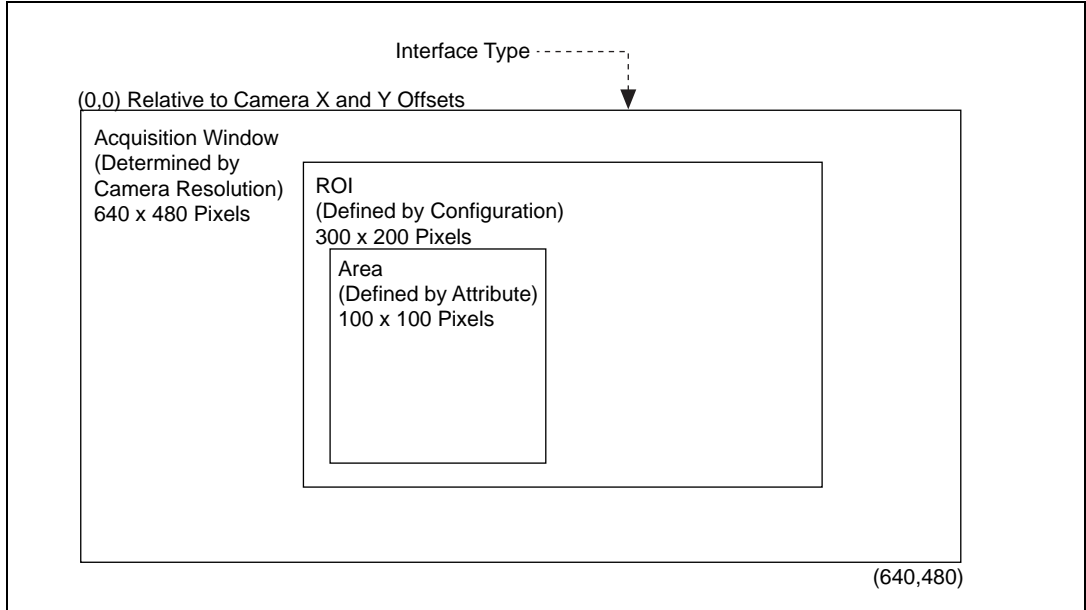 Interface Type
(0,0) Relative to Camera X and Y Offsets
Acquisition Window
(Determined by
Camera Resolution)
640 x 480 Pixels
ROI
(Defined by Configuration)
300 x 200 Pixels
Area
(Defined by Attribute)
100 x 100 Pixels
(640,480)